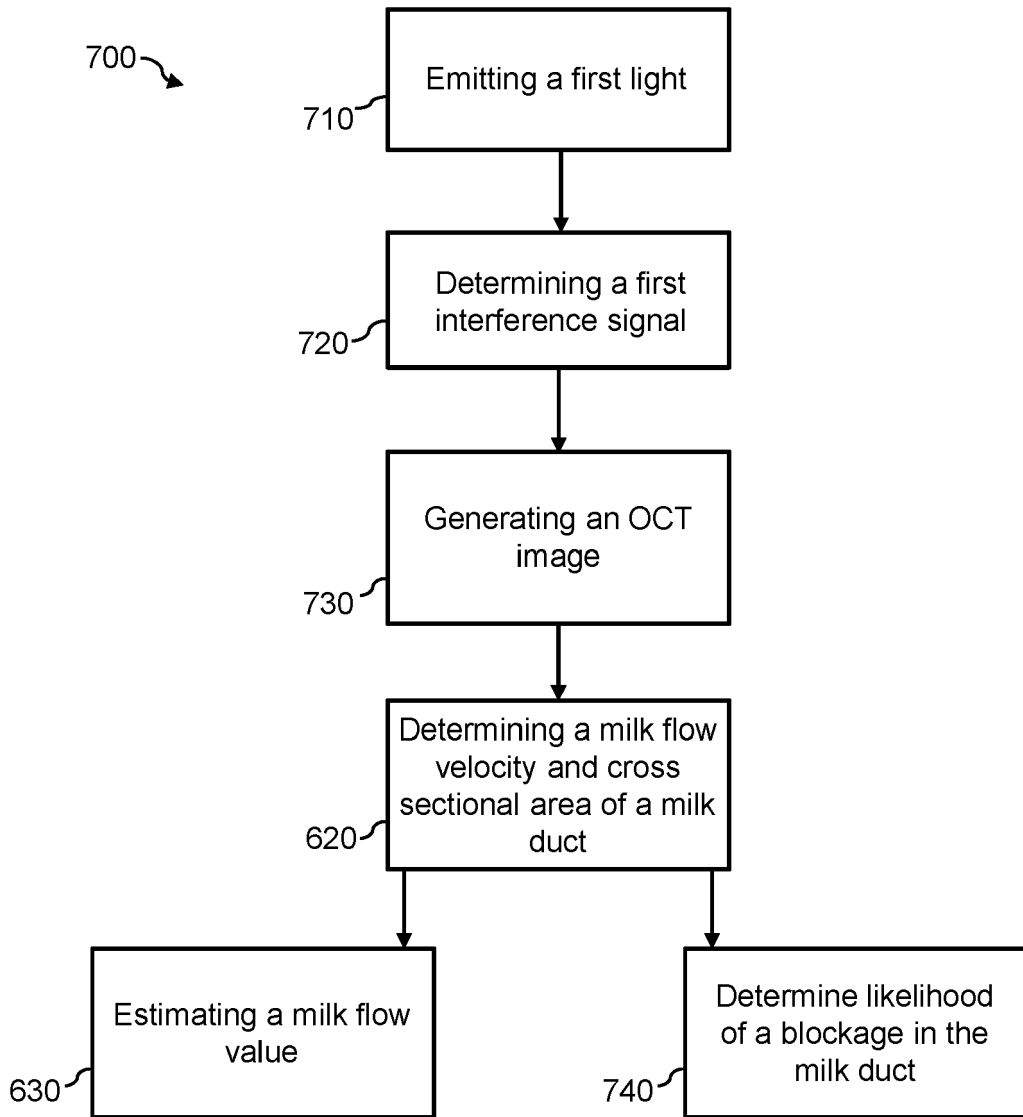 700
Emitting a first light
710
Determining a first
interference signal
720
Generating an OCT
image
730
Determining a milk flow
velocity and cross
sectional area of a milk
duct
620
Estimating a milk flow
value
630
Determine likelihood
of a blockage in the
milk duct
740